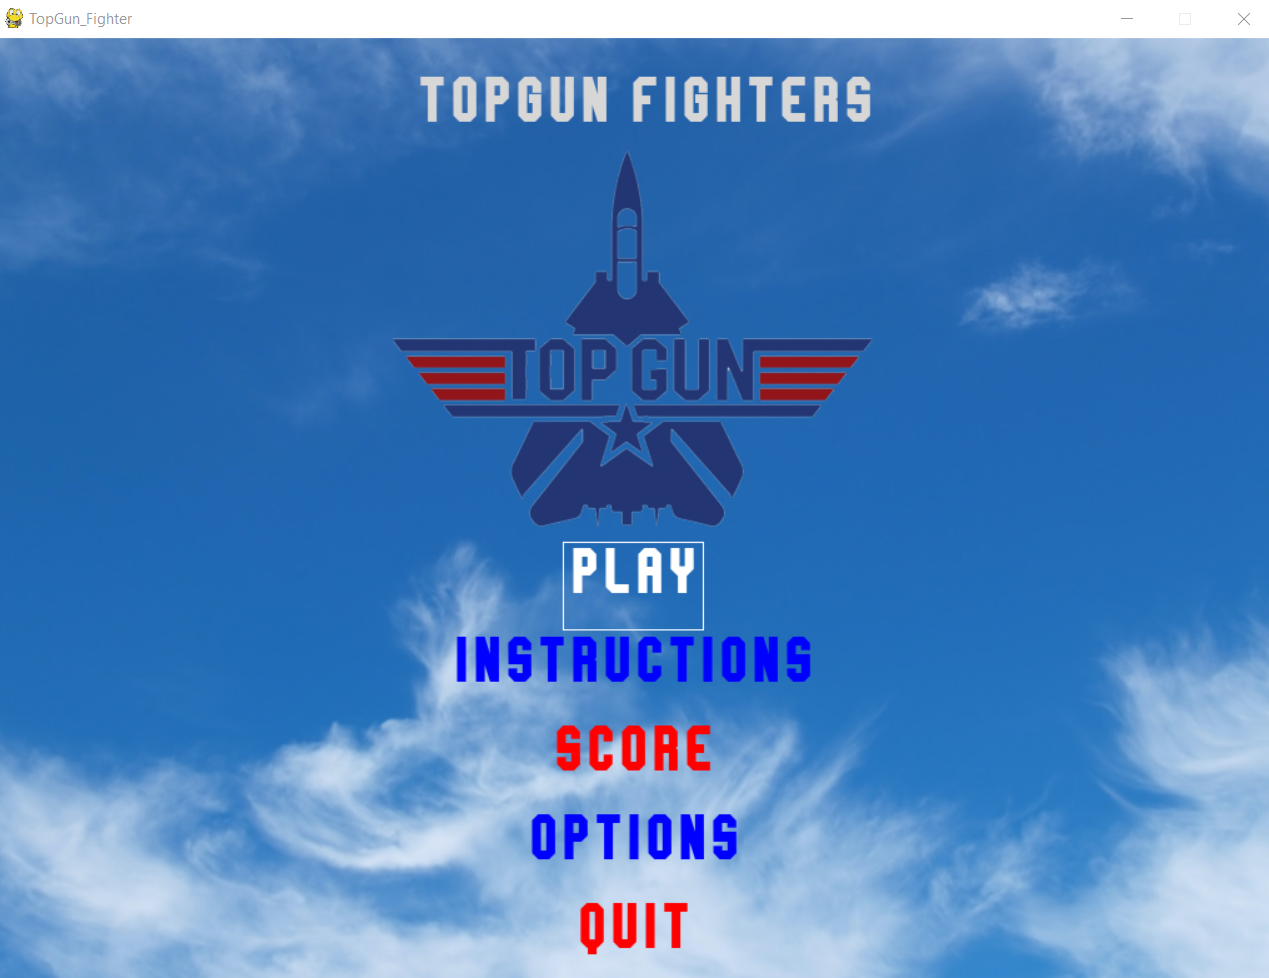 TopGun_Fighter
TOPGUN FIGHTERS
TOP GUN
PLAY
INSTRUCTIONS
SCORE
OPTIONS
QUIT